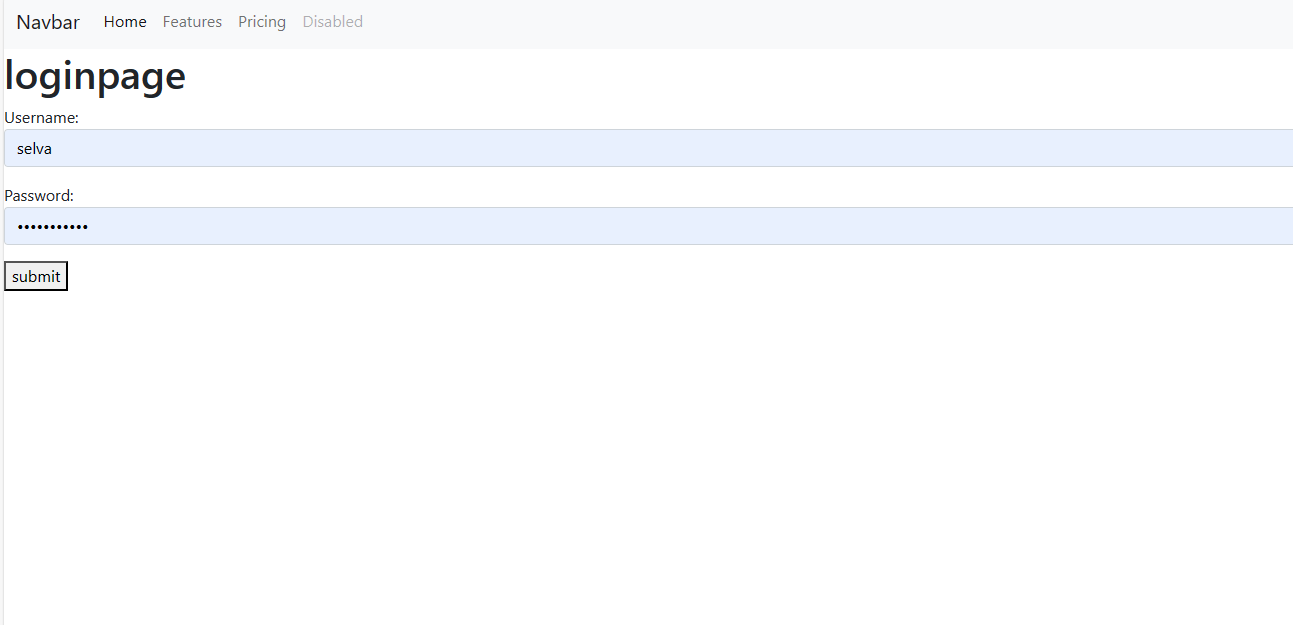 Navbar Home Features Pricing Disabled
loginpage
Username:
selva
Password:
•••••••••••
submit